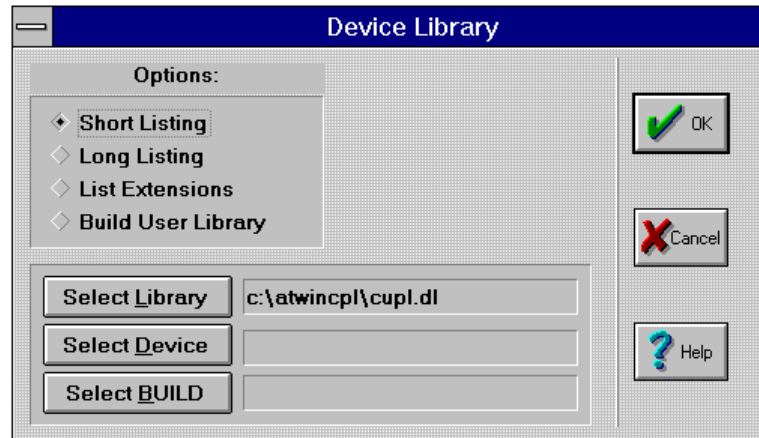 Device Library
Options:
Short Listing
Long Listing
List Extensions
Build User Library
OK
Cancel
Select Library c:\atwincpl\cupl.dl
Select Device
Select BUILD
Help